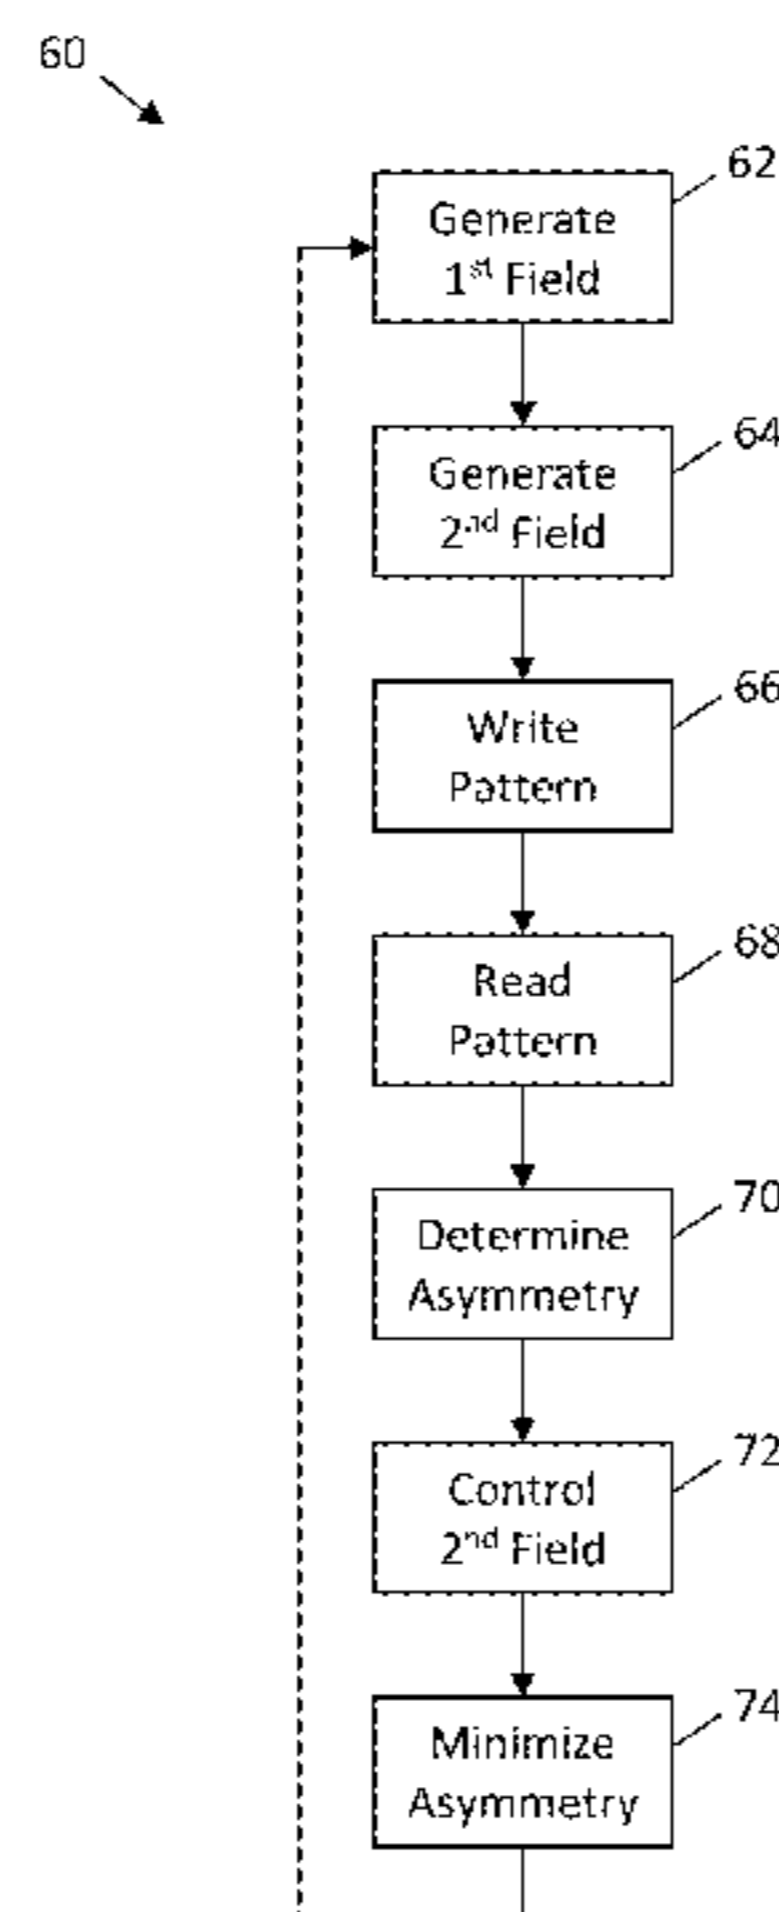 60
62
Generate
1st Field
64
Generate
2nd Field
66
Write
Pattern
68
Read
Pattern
70
Determine
Asymmetry
72
Control
2nd Field
74
Minimize
Asymmetry